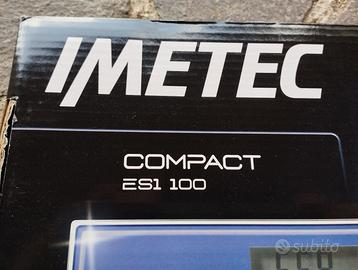 IMETEC
COMPACT
ES1 100
subito